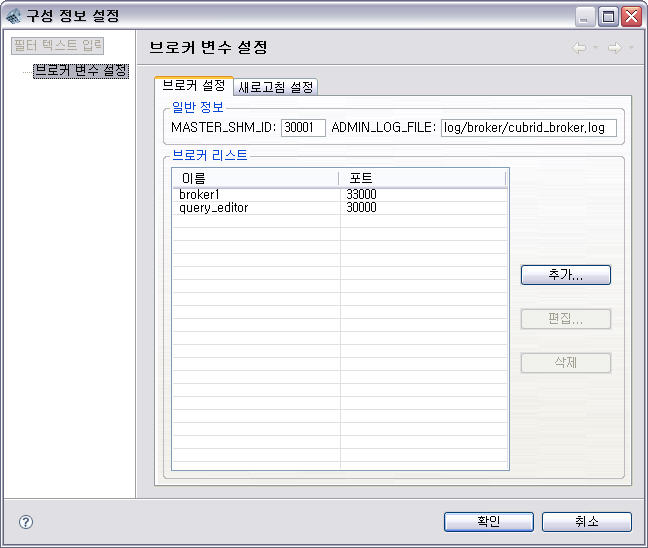 구성 정보 설정
필터 텍스트 입력
브로커 변수 설정
브로커 변수 설정
브로커 설정 새로고침 설정
일반 정보
MASTER_SHM_ID: 30001 ADMIN_LOG_FILE: log/broker/cubrid_broker.log
브로커 리스트
이름 포트
broker1 33000
query_editor 30000
추가...
편집...
삭제
확인 취소